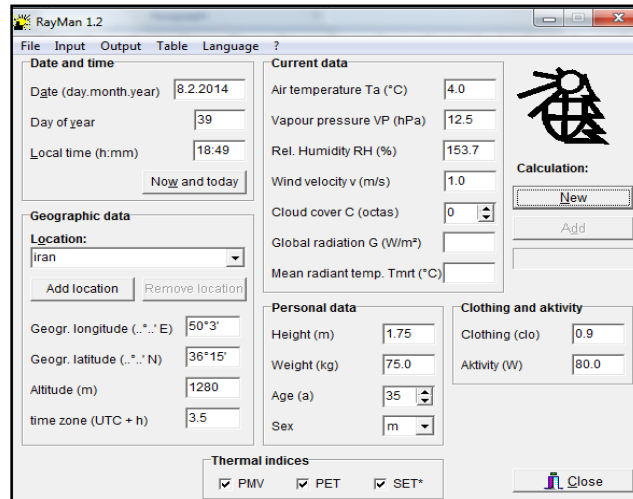 RayMan 1.2
File Input Output Table Language ?
Date and time
Date (day.month.year) 8.2.2014
Day of year 39
Local time (h:mm) 18:49
Now and today
Geographic data
Location:
iran
Add location Remove location
Geogr. longitude (..°..' E) 50°3'
Geogr. latitude (..°..' N) 36°15'
Altitude (m) 1280
time zone (UTC + h) 3.5
Current data
Air temperature Ta (°C) 4.0
Vapour pressure VP (hPa) 12.5
Rel. Humidity RH (%) 153.7
Wind velocity v (m/s) 1.0
Cloud cover C (octas) 0
Global radiation G (W/m²)
Mean radiant temp. Tmrt (°C)
Calculation:
New
Add
Personal data
Height (m) 1.75
Weight (kg) 75.0
Age (a) 35
Sex m
Clothing and aktivity
Clothing (clo) 0.9
Aktivity (W) 80.0
Thermal indices
PMV PET SET*
Close